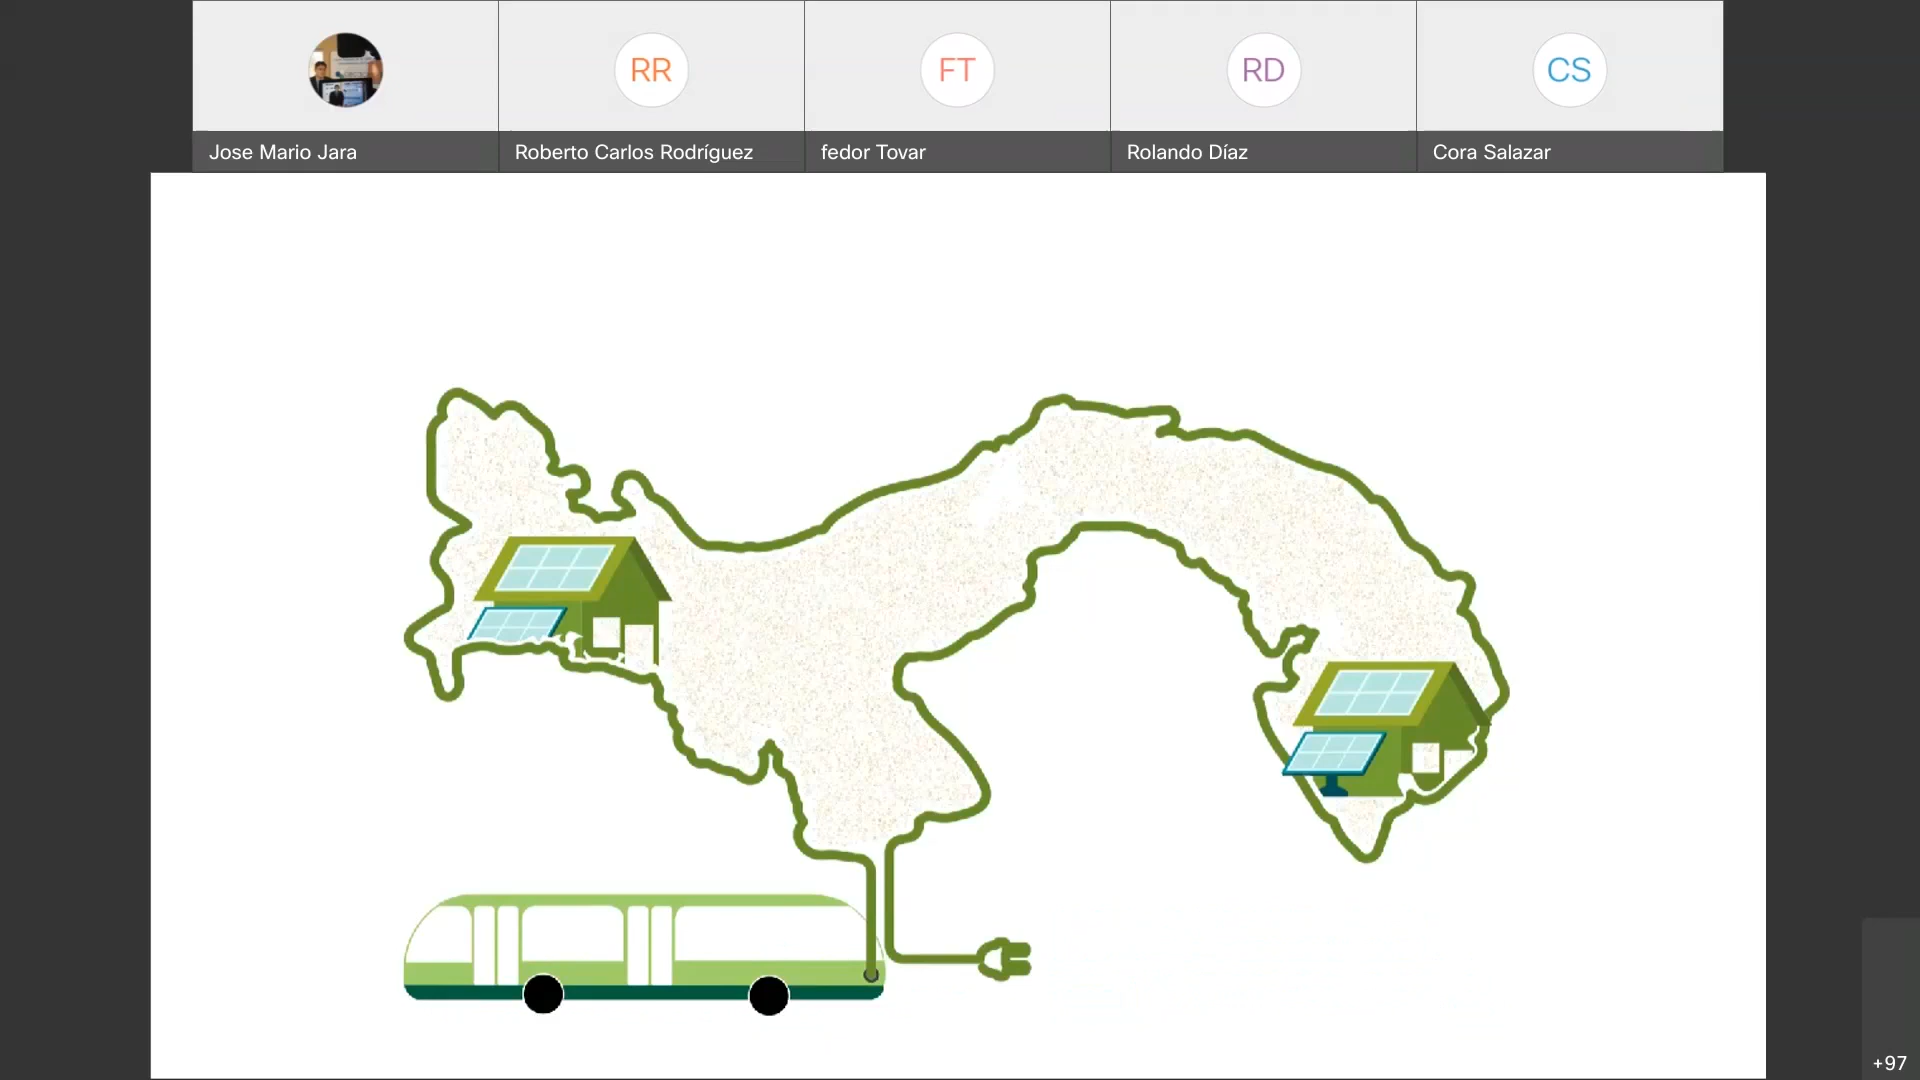 RR
FT
RD
CS
Jose Mario Jara
Roberto Carlos Rodríguez
fedor Tovar
Rolando Díaz
Cora Salazar
+97